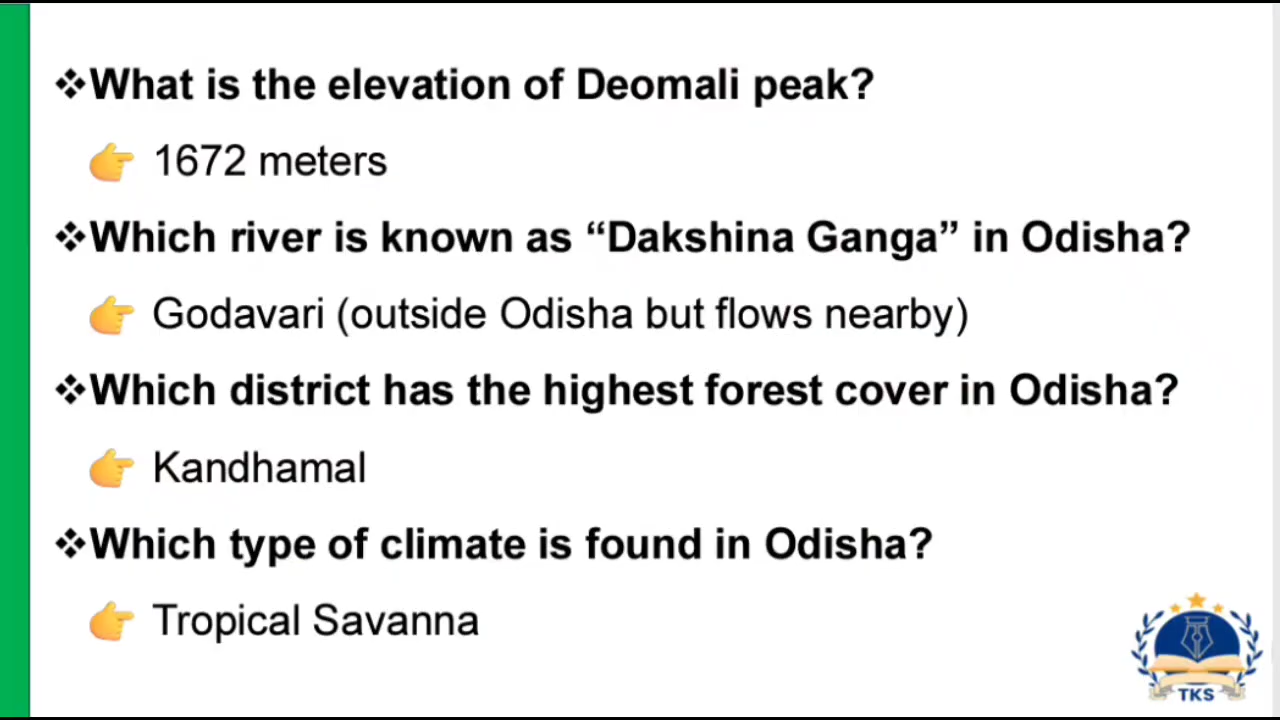 ❖What is the elevation of Deomali peak?
👉 1672 meters
❖Which river is known as “Dakshina Ganga” in Odisha?
👉 Godavari (outside Odisha but flows nearby)
❖Which district has the highest forest cover in Odisha?
👉 Kandhamal
❖Which type of climate is found in Odisha?
👉 Tropical Savanna
TKS